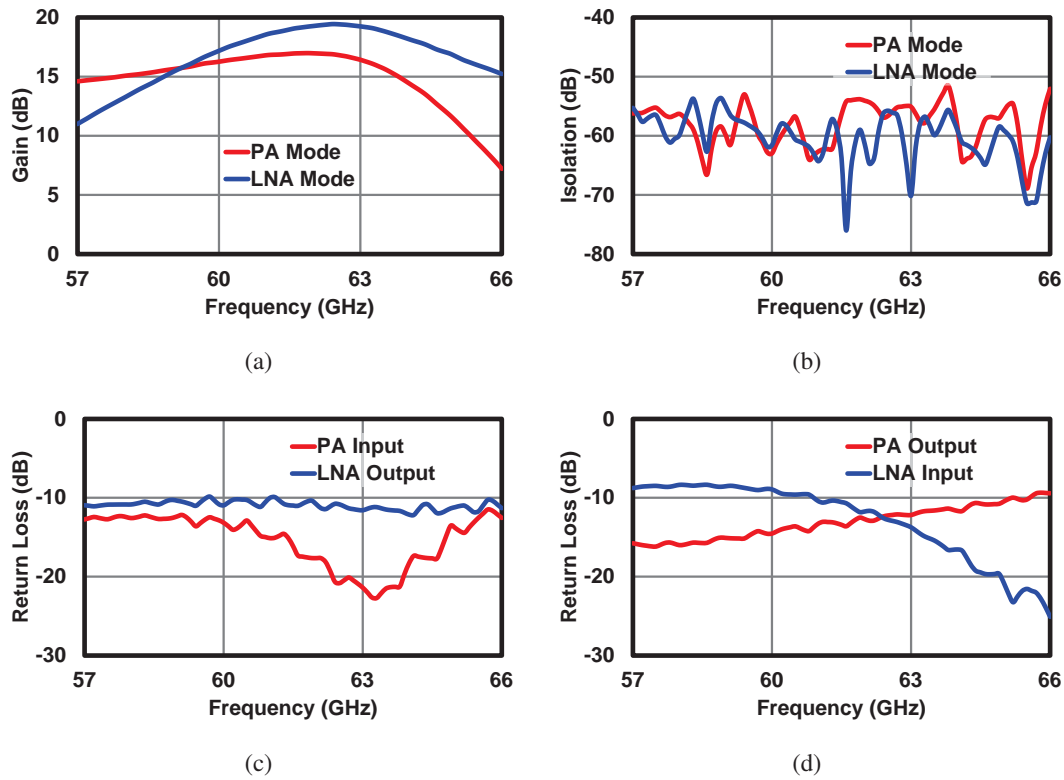 20
15
10
5
0
Gain (dB)
PA Mode
LNA Mode
57
60
63
66
Frequency (GHz)
(a)
-40
-50
-60
-70
-80
Isolation (dB)
PA Mode
LNA Mode
57
60
63
66
Frequency (GHz)
(b)
0
-10
-20
-30
Return Loss (dB)
PA Input
LNA Output
57
60
63
66
Frequency (GHz)
(c)
0
-10
-20
-30
Return Loss (dB)
PA Output
LNA Input
57
60
63
66
Frequency (GHz)
(d)